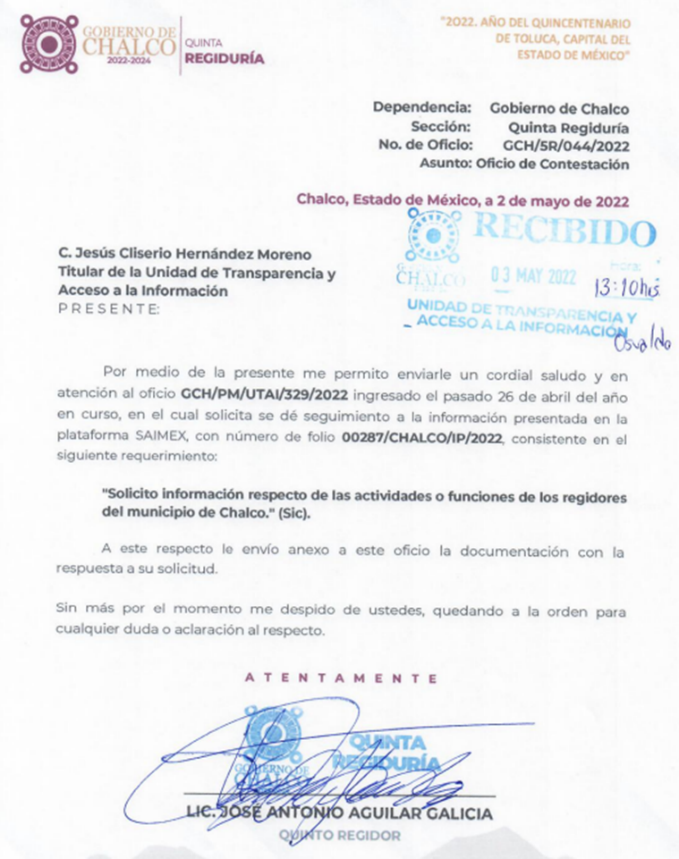 GOBIERNO DE
CHALCO
2022-2024
QUINTA
REGIDURÍA
"2022. AÑO DEL QUINCENTENARIO
DE TOLUCA, CAPITAL DEL
ESTADO DE MÉXICO"
Dependencia: Gobierno de Chalco
Sección: Quinta Regiduría
No. de Oficio: GCH/5R/044/2022
Asunto: Oficio de Contestación
Chalco, Estado de México, a 2 de mayo de 2022
RECIBIDO
CHALCO
03 MAY 2022
13:10 hrs
UNIDAD DE TRANSPARENCIA Y
ACCESO A LA INFORMACIÓN
Osvaldo
C. Jesús Cliserio Hernández Moreno
Titular de la Unidad de Transparencia y
Acceso a la Información
PRESENTE:
Por medio de la presente me permito enviarle un cordial saludo y en
atención al oficio GCH/PM/UTAI/329/2022 ingresado el pasado 26 de abril del año
en curso, en el cual solicita se dé seguimiento a la información presentada en la
plataforma SAIMEX, con número de folio 00287/CHALCO/IP/2022, consistente en el
siguiente requerimiento:
"Solicito información respecto de las actividades o funciones de los regidores
del municipio de Chalco." (Sic).
A este respecto le envío anexo a este oficio la documentación con la
respuesta a su solicitud.
Sin más por el momento me despido de ustedes, quedando a la orden para
cualquier duda o aclaración al respecto.
ATENTAMENTE
GOBIERNO DE
CHALCO
QUINTA
REGIDURÍA
LIC. JOSÉ ANTONIO AGUILAR GALICIA
QUINTO REGIDOR